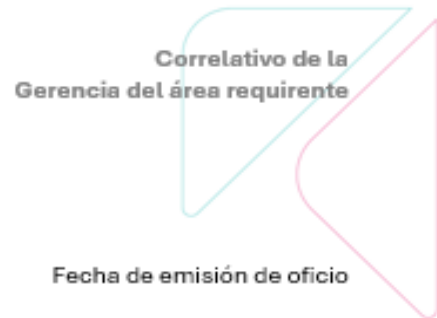 Correlativo de la
Gerencia del área requirente
Fecha de emisión de oficio